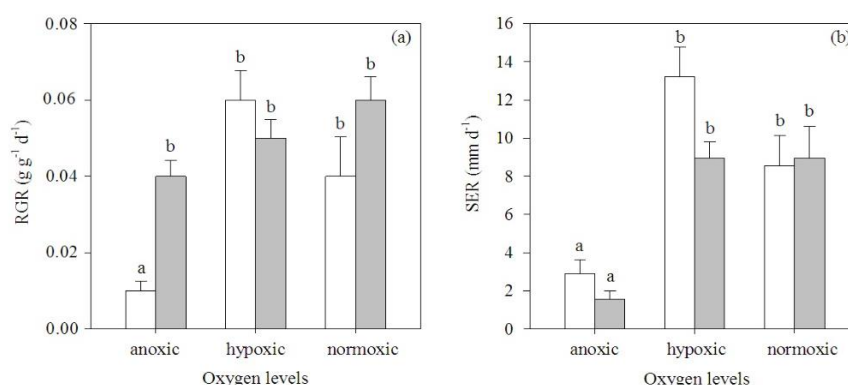 (a)
RGR (g g⁻¹ d⁻¹)
0.08
0.06
0.04
0.02
0.00
a
b
b
b
b
b
anoxic
hypoxic
normoxic
Oxygen levels
(b)
SER (mm d⁻¹)
16
14
12
10
8
6
4
2
0
a
a
b
b
b
b
anoxic
hypoxic
normoxic
Oxygen levels